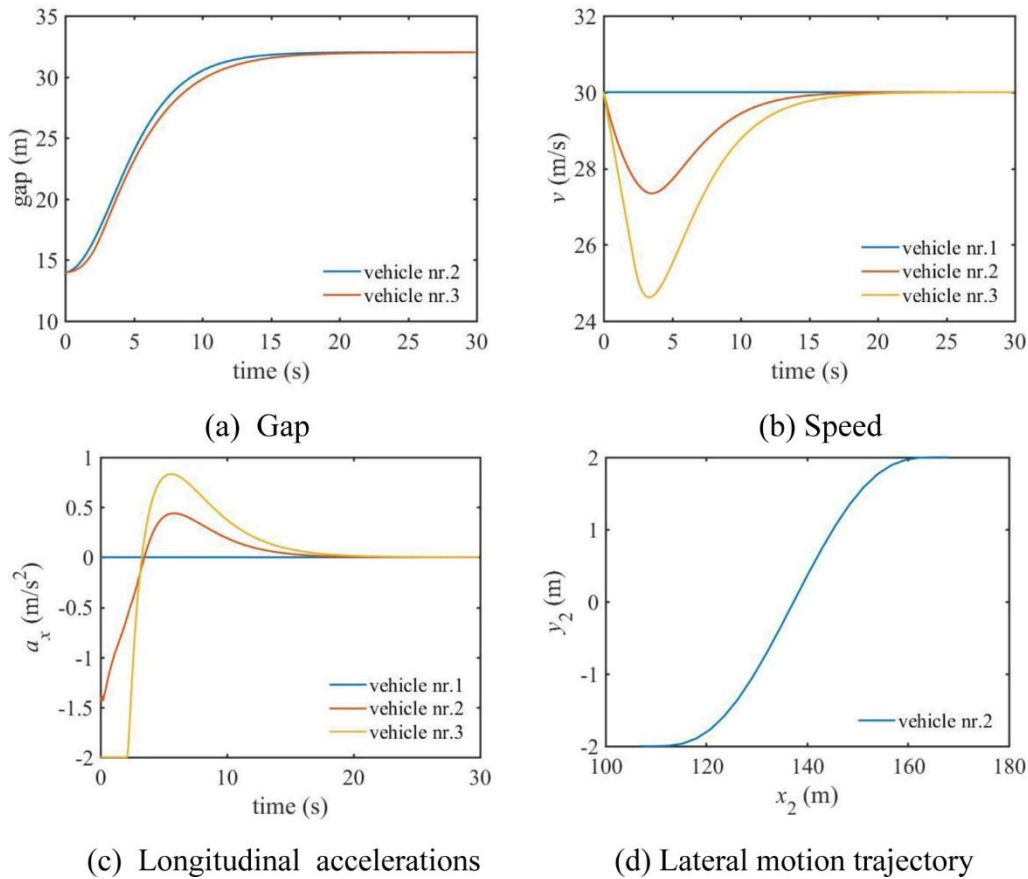 35
30
25
20
15
10
gap (m)
vehicle nr.2
vehicle nr.3
0 5 10 15 20 25 30
time (s)
(a) Gap
32
30
28
26
24
v (m/s)
vehicle nr.1
vehicle nr.2
vehicle nr.3
0 5 10 15 20 25 30
time (s)
(b) Speed
1
0.5
0
-0.5
-1
-1.5
-2
a_x (m/s²)
vehicle nr.1
vehicle nr.2
vehicle nr.3
0 10 20 30
time (s)
(c) Longitudinal accelerations
2
1
0
-1
-2
y₂ (m)
vehicle nr.2
100 120 140 160 180
x₂ (m)
(d) Lateral motion trajectory